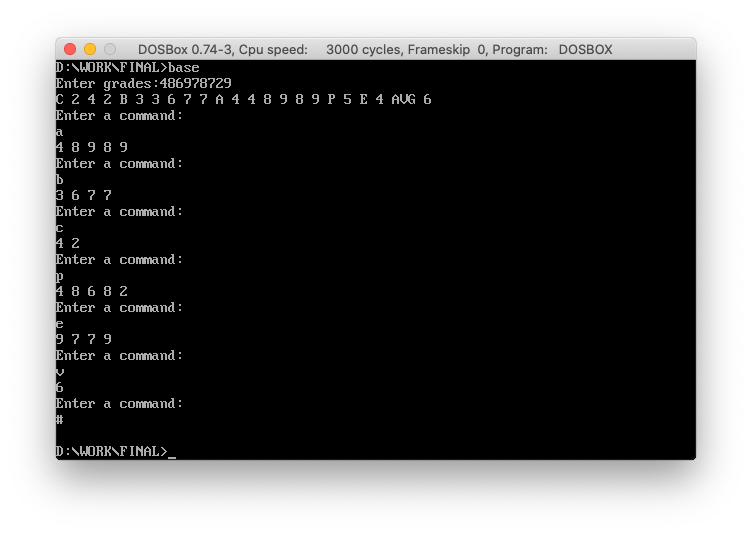 DOSBox 0.74-3, Cpu speed: 3000 cycles, Frameskip 0, Program: DOSBOX
D:\WORK\FINAL>base
Enter grades:486978729
C 2 4 2 B 3 3 6 7 7 A 4 4 8 9 8 9 P 5 E 4 AVG 6
Enter a command:
a
4 8 9 8 9
Enter a command:
b
3 6 7 7
Enter a command:
c
4 2
Enter a command:
p
4 8 6 8 2
Enter a command:
e
9 7 7 9
Enter a command:
v
6
Enter a command:
#
D:\WORK\FINAL>_